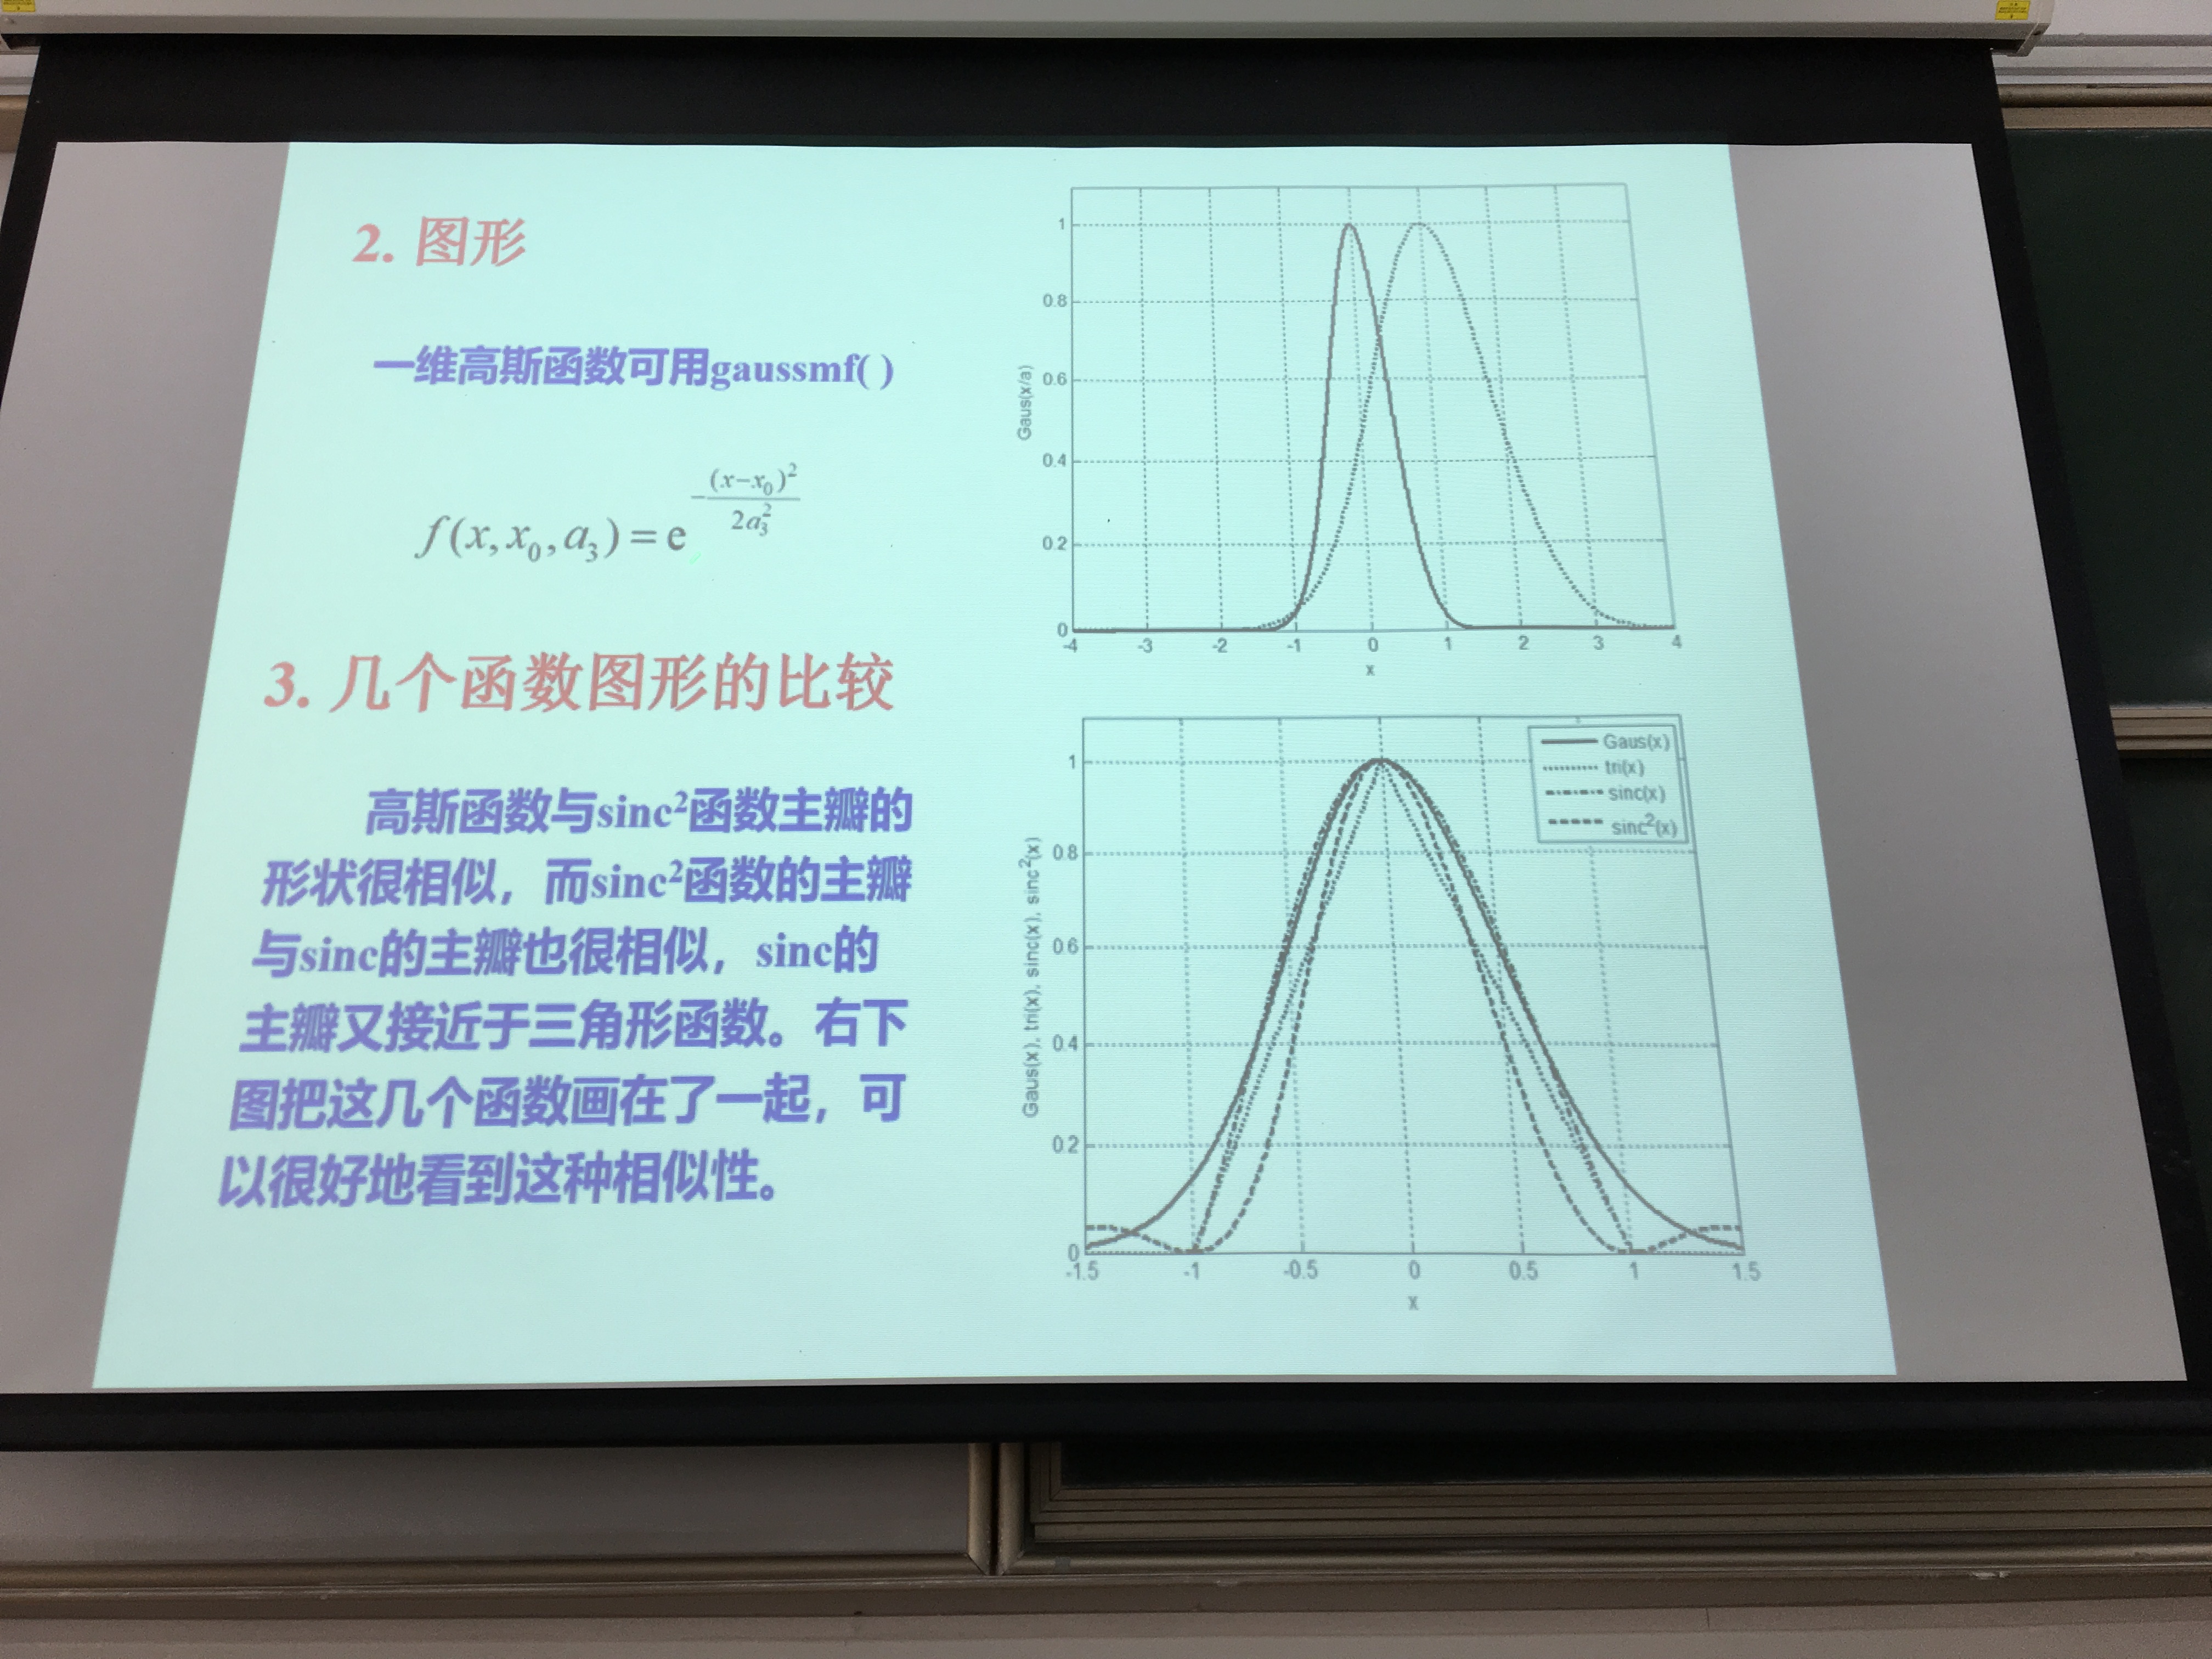 2. 图形
一维高斯函数可用gaussmf( )
f(x, x₀, a₃) = e^{-\frac{(x-x₀)²}{2a₃²}}
3. 几个函数图形的比较
高斯函数与sinc²函数主瓣的
形状很相似，而sinc²函数的主瓣
与sinc的主瓣也很相似，sinc的
主瓣又接近于三角形函数。右下
图把这几个函数画在了一起，可
以很好地看到这种相似性。
Gaus(x/a)
1
0.8
0.6
0.4
0.2
0
-4 -3 -2 -1 0 1 2 3 4
x
Gaus(x), tri(x), sinc(x), sinc²(x)
1
0.8
0.6
0.4
0.2
0
-1.5 -1 -0.5 0 0.5 1 1.5
x
Gaus(x)
tri(x)
sinc(x)
sinc²(x)